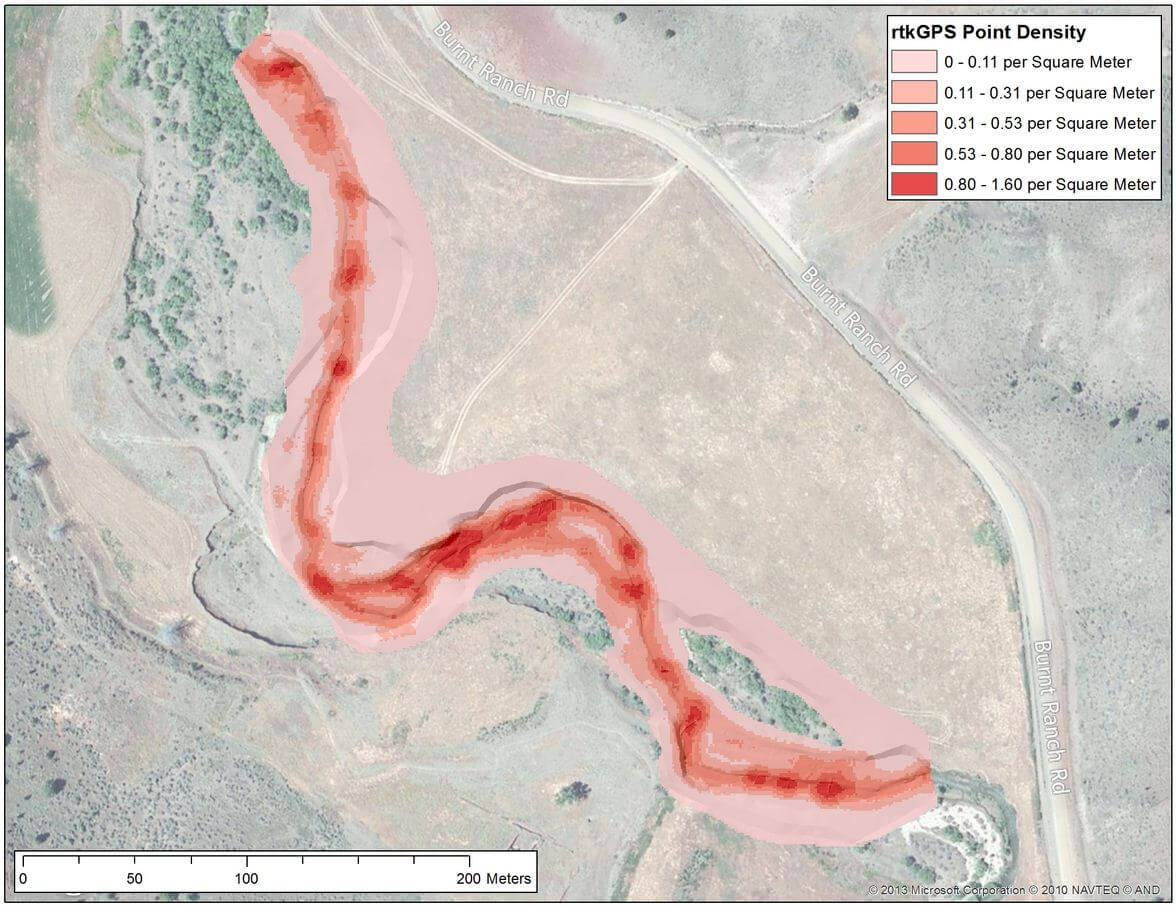 rtkGPS Point Density
0 - 0.11 per Square Meter
0.11 - 0.31 per Square Meter
0.31 - 0.53 per Square Meter
0.53 - 0.80 per Square Meter
0.80 - 1.60 per Square Meter
Burnt Ranch Rd
Burnt Ranch Rd
Burnt Ranch Rd
0 50 100 200 Meters
© 2013 Microsoft Corporation © 2010 NAVTEQ © AND